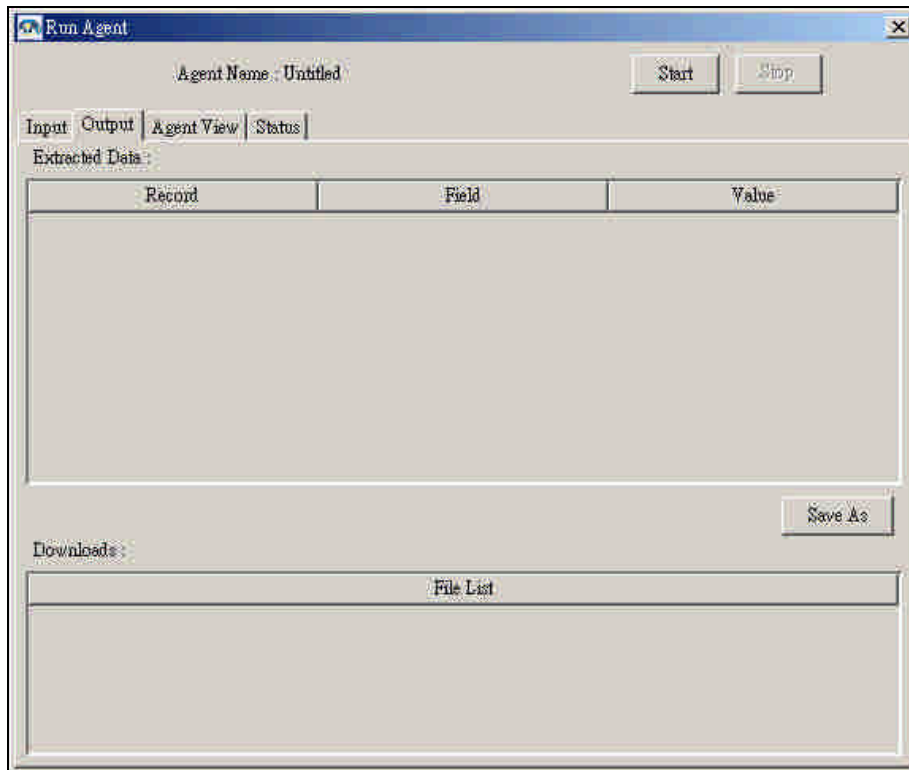 Run Agent
Agent Name : Untitled
Start
Stop
Input Output Agent View Status
Extracted Data :
Record Field Value
Save As
Downloads :
File List